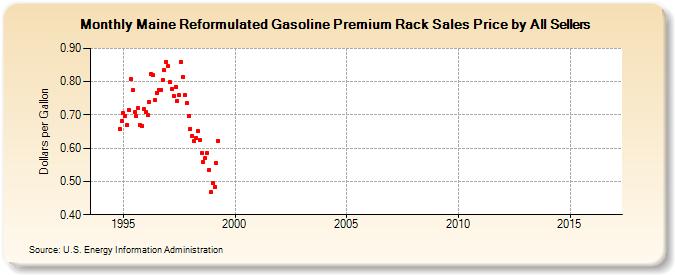 Monthly Maine Reformulated Gasoline Premium Rack Sales Price by All Sellers
Dollars per Gallon
0.90
0.80
0.70
0.60
0.50
0.40
1995 2000 2005 2010 2015
Source: U.S. Energy Information Administration